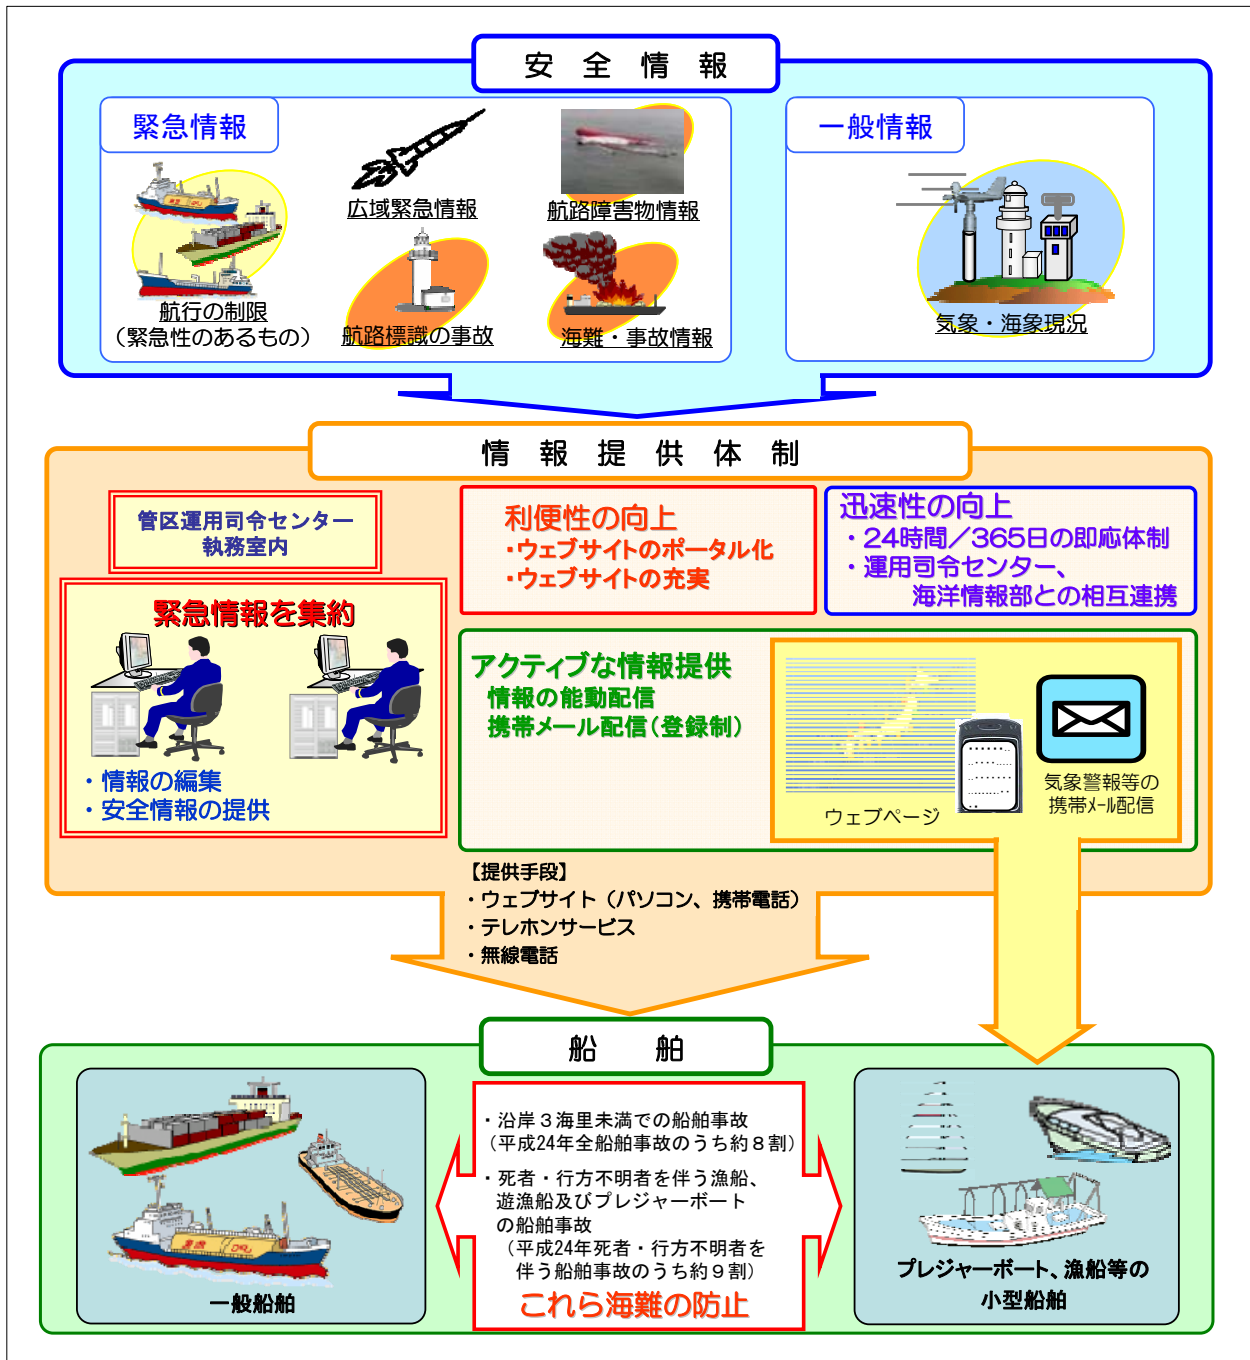 安全情報
緊急情報
広域緊急情報
航路障害物情報
航行の制限
（緊急性のあるもの）
航路標識の事故
海難・事故情報
一般情報
気象・海象現況
情報提供体制
管区運用司令センター
執務室内
緊急情報を集約
・情報の編集
・安全情報の提供
利便性の向上
・ウェブサイトのポータル化
・ウェブサイトの充実
迅速性の向上
・24時間／365日の即応体制
・運用司令センター、
海洋情報部との相互連携
アクティブな情報提供
情報の能動配信
携帯メール配信（登録制）
ウェブページ
気象警報等の
携帯メール配信
【提供手段】
・ウェブサイト（パソコン、携帯電話）
・テレホンサービス
・無線電話
船舶
一般船舶
・沿岸３海里未満での船舶事故
（平成24年全船舶事故のうち約８割）
・死者・行方不明者を伴う漁船、
遊漁船及びプレジャーボート
の船舶事故
（平成24年死者・行方不明者を
伴う船舶事故のうち約９割）
これら海難の防止
プレジャーボート、漁船等の
小型船舶